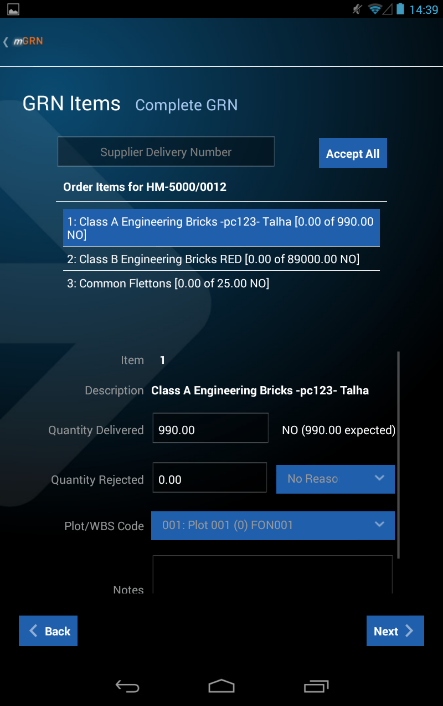 14:39
mGRN
GRN Items Complete GRN
Supplier Delivery Number Accept All
Order Items for HM-5000/0012
1: Class A Engineering Bricks -pc123- Talha [0.00 of 990.00
NO]
2: Class B Engineering Bricks RED [0.00 of 89000.00 NO]
3: Common Flettons [0.00 of 25.00 NO]
Item 1
Description Class A Engineering Bricks -pc123- Talha
Quantity Delivered 990.00 NO (990.00 expected)
Quantity Rejected 0.00 No Reaso
Plot/WBS Code 001: Plot 001 (0) FON001
Notes
Back Next